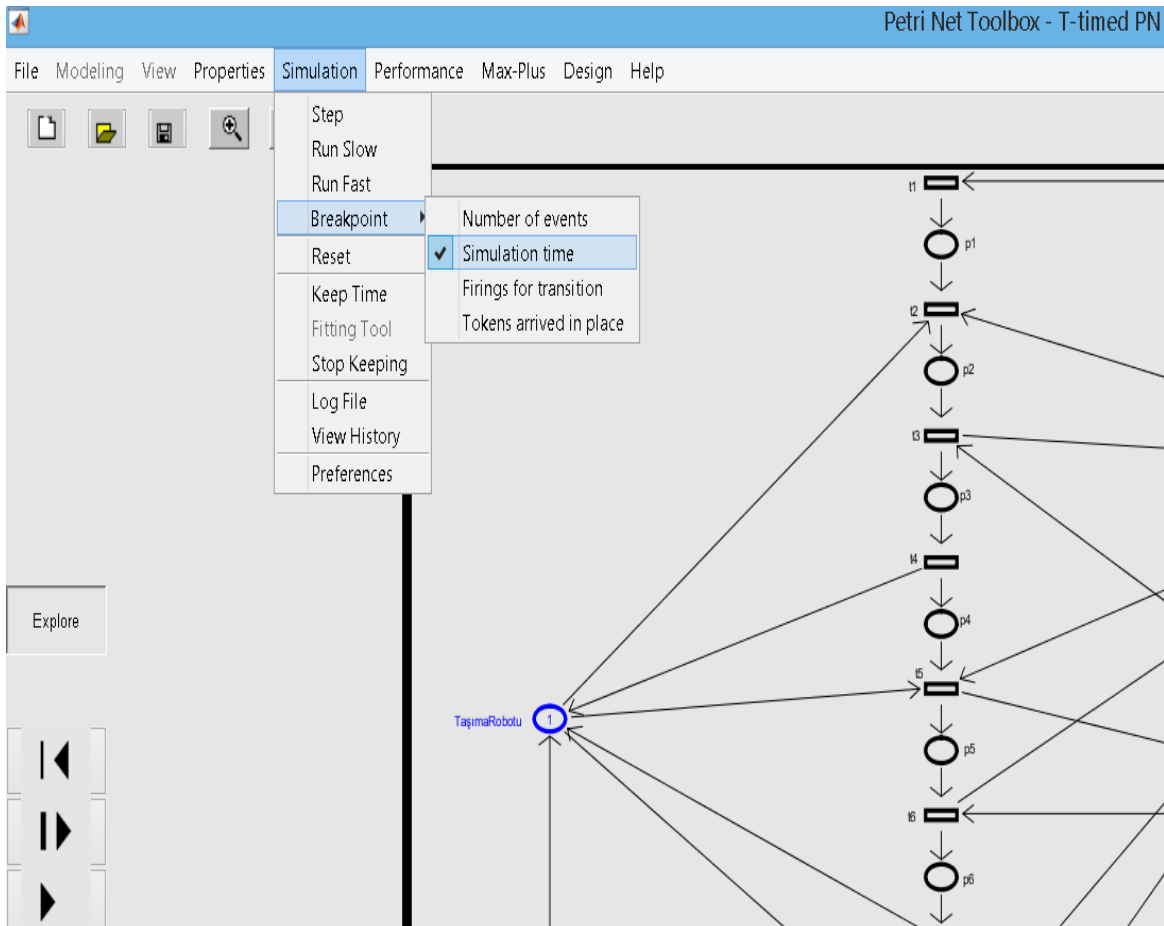 Petri Net Toolbox - T-timed PN
File Modeling View Properties Simulation Performance Max-Plus Design Help
Step
Run Slow
Run Fast
Breakpoint
Reset
Keep Time
Fitting Tool
Stop Keeping
Log File
View History
Preferences
Number of events
Simulation time
Firings for transition
Tokens arrived in place
t1
p1
t2
p2
t3
p3
t4
p4
t5
TaşımaRobotu 1
p5
t6
p6
Explore